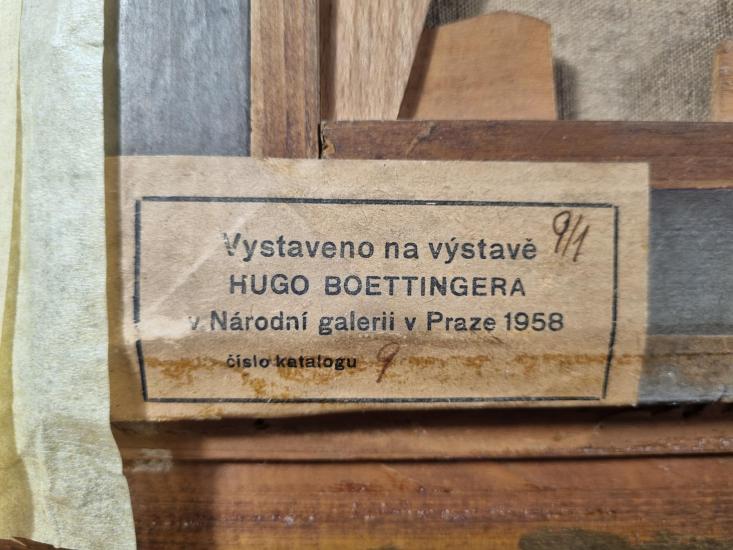 Vystaveno na výstavě 9/1
HUGO BOETTINGERA
v Národní galerii v Praze 1958
číslo katalogu 9